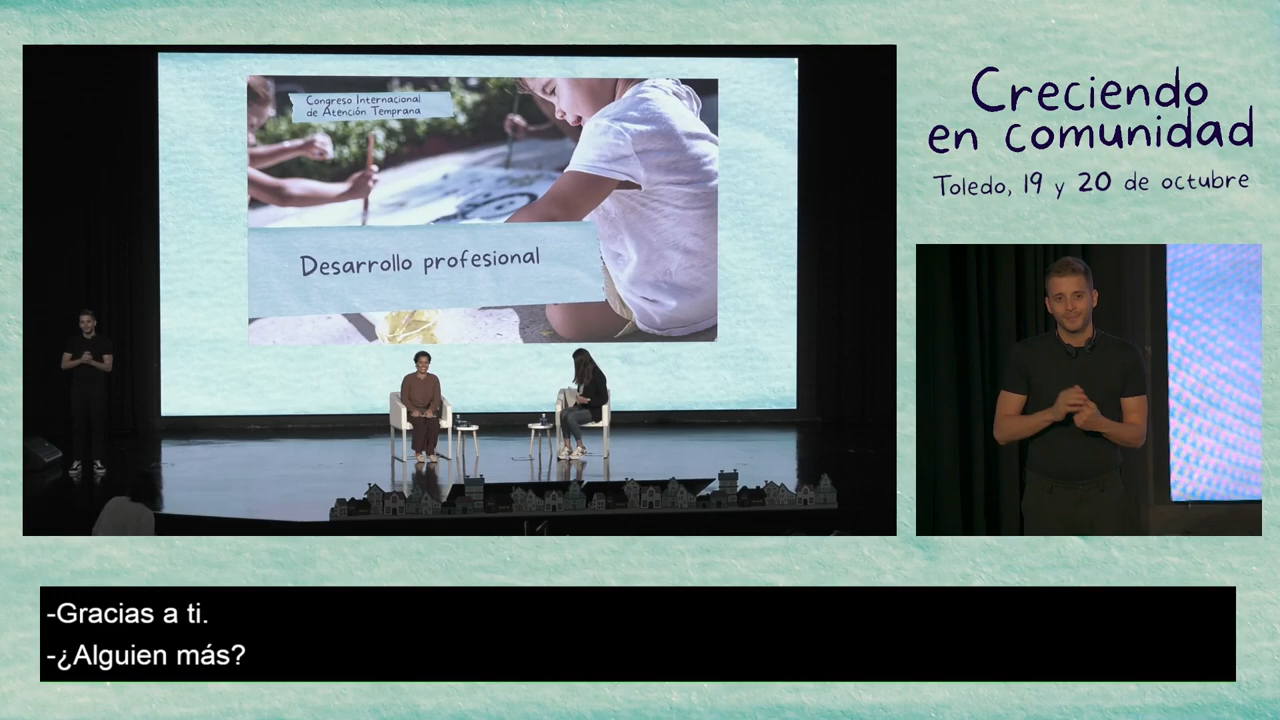 Congreso Internacional
de Atención Temprana
Desarrollo profesional
Creciendo
en comunidad
Toledo, 19 y 20 de octubre
-Gracias a ti.
-¿Alguien más?